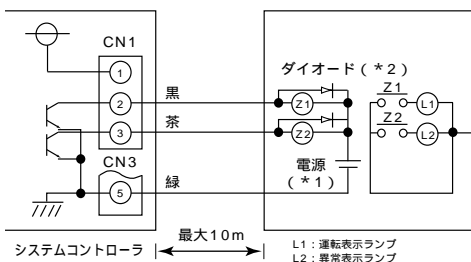 CN1
1
2
3
CN3
5
黒
茶
緑
ダイオード(*2)
Z1
Z2
電源
(*1)
Z1
L1
Z2
L2
システムコントローラ
最大10m
L1:運転表示ランプ
L2:異常表示ランプ